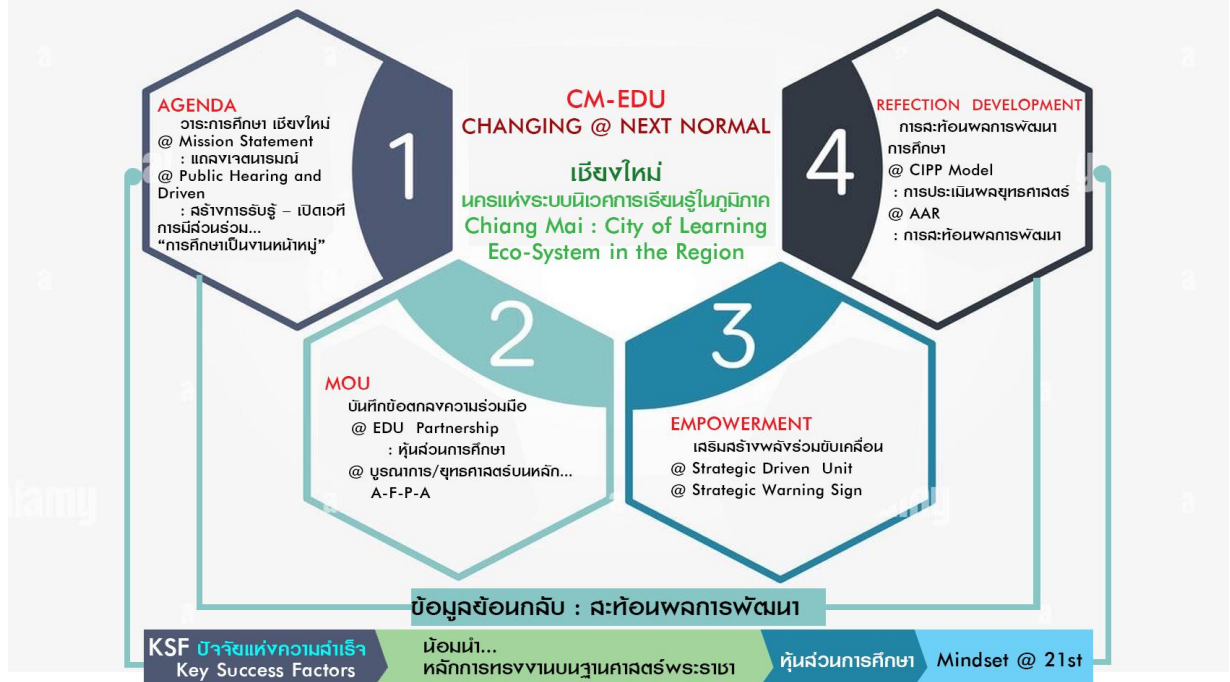 AGENDA
วาระการศึกษา เชียงใหม่
@ Mission Statement
: แถลงเจตนารมณ์
@ Public Hearing and
Driven
: สร้างการรับรู้ – เปิดเวที
การมีส่วนร่วม...
“การศึกษาเป็นงานหน้าหมู่”
1
CM-EDU
CHANGING @ NEXT NORMAL
เชียงใหม่
นครแห่งระบบนิเวศการเรียนรู้ในภูมิภาค
Chiang Mai : City of Learning
Eco-System in the Region
2
MOU
บันทึกข้อตกลงความร่วมมือ
@ EDU Partnership
: หุ้นส่วนการศึกษา
@ บูรณาการ/ยุทธศาสตร์บนหลัก...
A-F-P-A
3
EMPOWERMENT
เสริมสร้างพลังร่วมขับเคลื่อน
@ Strategic Driven Unit
@ Strategic Warning Sign
4
REFECTION DEVELOPMENT
การสะท้อนผลการพัฒนา
การศึกษา
@ CIPP Model
: การประเมินผลยุทธศาสตร์
@ AAR
: การสะท้อนผลการพัฒนา
ข้อมูลย้อนกลับ : สะท้อนผลการพัฒนา
KSF ปัจจัยแห่งความสำเร็จ
Key Success Factors
น้อมนำ...
หลักการทรงงานบนฐานศาสตร์พระราชา
หุ้นส่วนการศึกษา
Mindset @ 21st